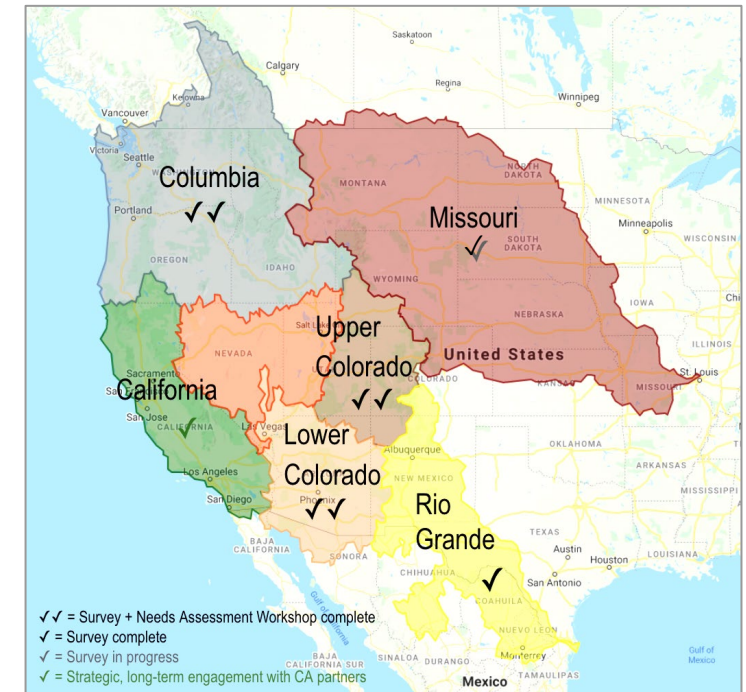 Saskatoon
Calgary
Regina
Kelowna
Winnipeg
Vancouver
Victoria
Seattle
WASHINGTON
Columbia
✓✓
MONTANA
NORTH
DAKOTA
Portland
Missouri
✓✓
MINNESOTA
Minneapolis
SOUTH
DAKOTA
WISCONSIN
OREGON
IDAHO
WYOMING
IOWA
Chi
NEBRASKA
Salt Lake
Upper
Colorado
✓✓
NEVADA
United States
ILLINOIS
COLORADO
KANSAS
MISSOURI
St. Louis
Sacramento
California
San Jose
CALIFORNIA
✓
Las Vegas
Lower
Colorado
✓✓
Albuquerque
OKLAHOMA
ARKANSAS
Los Angeles
NEW MEXICO
MISSISSIPPI
Phoenix
San Diego
Rio
Grande
✓
TEXAS
BAJA
CALIFORNIA
SONORA
Austin
Houston
LOUISIANA
San Antonio
CHIHUAHUA
COAHUILA
Gulf of California
NUEVO LEON
Monterrey
Gulf of
Mexico
BAJA
CALIFORNIA SUR
SINALOA
DURANGO
Mexico
TAMAULIPAS
✓✓ = Survey + Needs Assessment Workshop complete
✓ = Survey complete
✓ = Survey in progress
✓ = Strategic, long-term engagement with CA partners